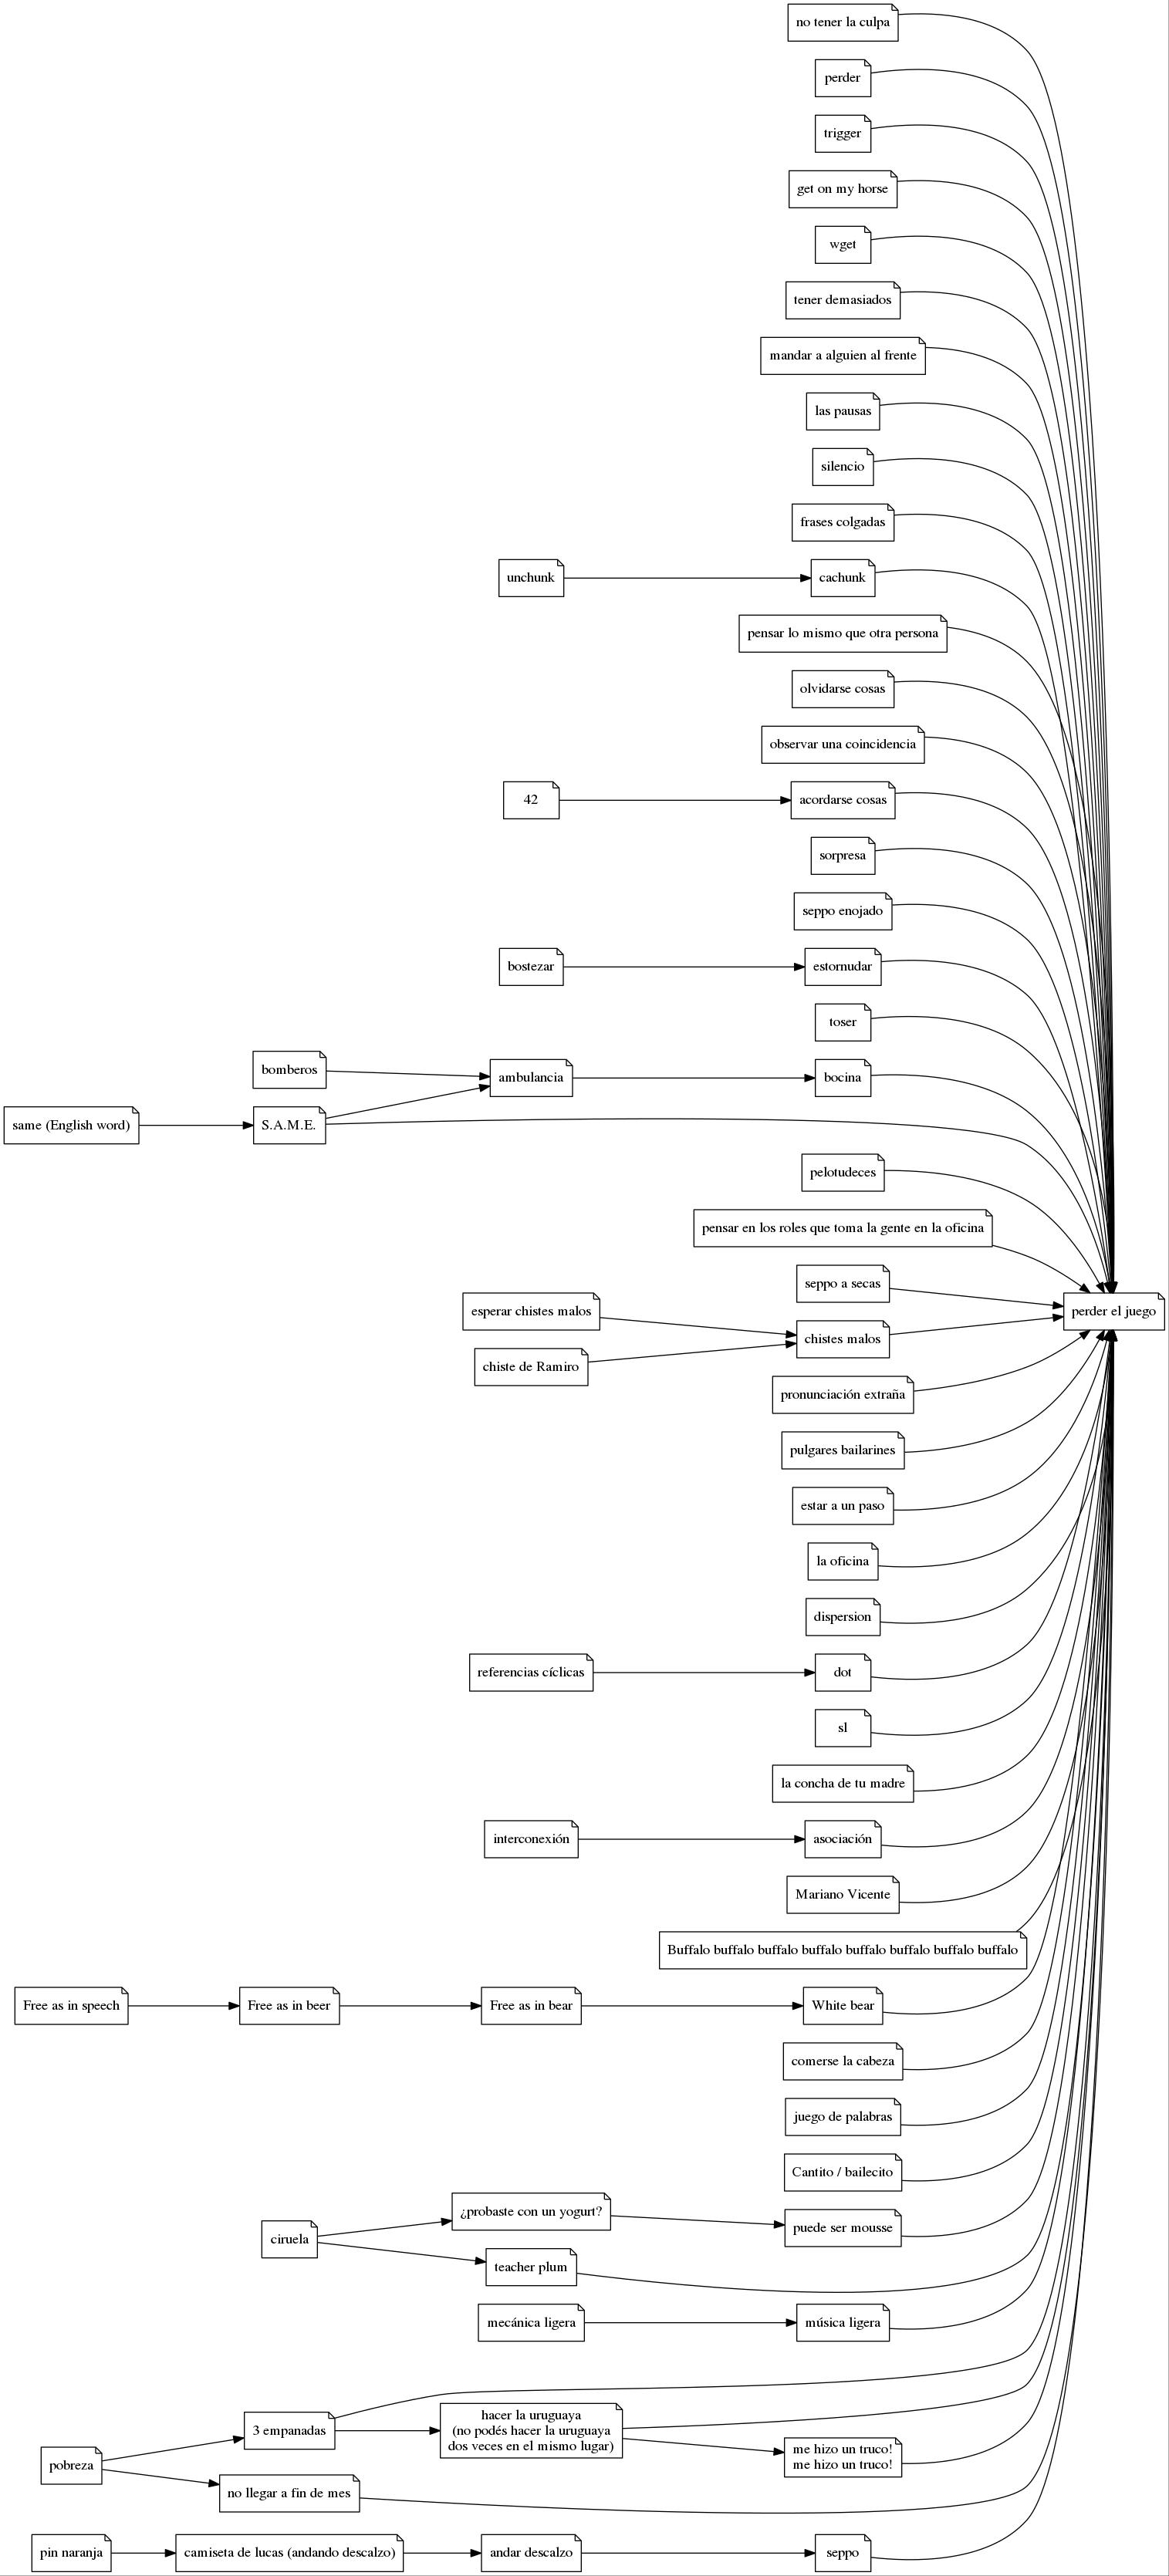 no tener la culpa
perder
trigger
get on my horse
wget
tener demasiados
mandar a alguien al frente
las pausas
silencio
frases colgadas
unchunk
cachunk
pensar lo mismo que otra persona
olvidarse cosas
observar una coincidencia
42
acordarse cosas
sorpresa
seppo enojado
bostezar
estornudar
toser
bomberos
ambulancia
bocina
same (English word)
S.A.M.E.
pelotudeces
pensar en los roles que toma la gente en la oficina
seppo a secas
esperar chistes malos
perder el juego
chistes malos
chiste de Ramiro
pronunciación extraña
pulgares bailarines
estar a un paso
la oficina
dispersion
referencias cíclicas
dot
sl
la concha de tu madre
interconexión
asociación
Mariano Vicente
Buffalo buffalo buffalo buffalo buffalo buffalo buffalo buffalo
Free as in speech
Free as in beer
Free as in bear
White bear
comerse la cabeza
juego de palabras
Cantito / bailecito
¿probaste con un yogurt?
puede ser mousse
ciruela
teacher plum
mecánica ligera
música ligera
3 empanadas
hacer la uruguaya
(no podés hacer la uruguaya
dos veces en el mismo lugar)
me hizo un truco!
me hizo un truco!
pobreza
no llegar a fin de mes
pin naranja
camiseta de lucas (andando descalzo)
andar descalzo
seppo